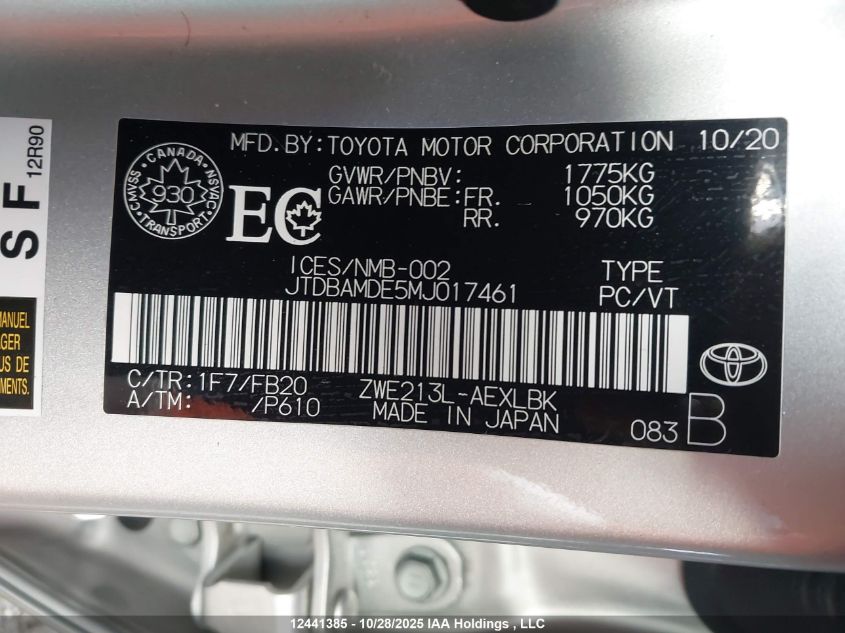 MFD.BY:TOYOTA MOTOR CORPORATION 10/20
GVWR/PNBV: 1775KG
GAWR/PNBE:FR. 1050KG
RR. 970KG
CANADA
CMVSS NSVAC
930
TRANSPORT
EC
ICES/NMB-002 TYPE
JTDBAMDE5MJ017461 PC/VT
C/TR:1F7/FB20 ZWE213L-AEXLBK
A/TM: /P610 MADE IN JAPAN
083 B
S F
12R90
MANUEL
AGER
US DE
MENTS.
12441385 - 10/28/2025 IAA Holdings , LLC